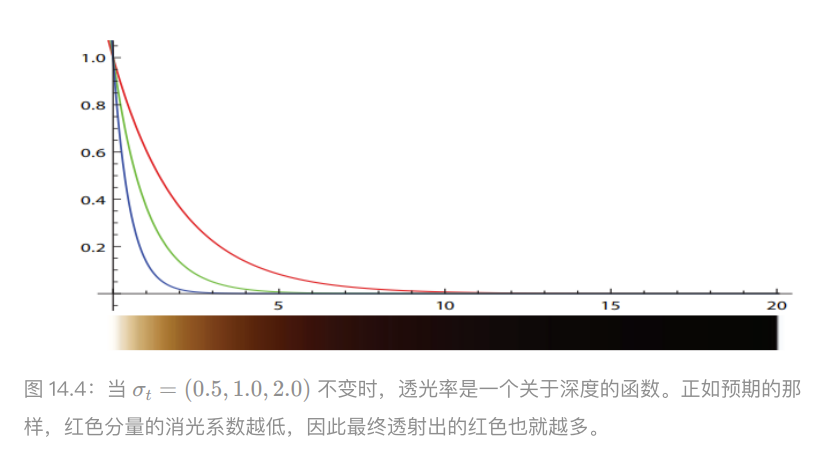 1.0
0.8
0.6
0.4
0.2
5 10 15 20
图 14.4：当 σₜ = (0.5, 1.0, 2.0) 不变时，透光率是一个关于深度的函数。正如预期的那
样，红色分量的消光系数越低，因此最终透射出的红色也就越多。